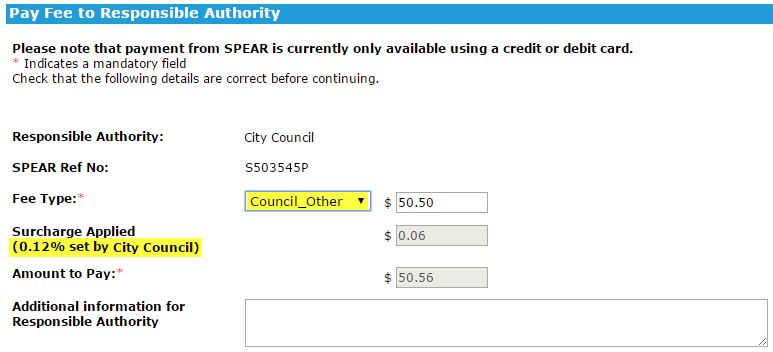 Pay Fee to Responsible Authority
Please note that payment from SPEAR is currently only available using a credit or debit card.
* Indicates a mandatory field
Check that the following details are correct before continuing.
Responsible Authority: City Council
SPEAR Ref No: S503545P
Fee Type:* Council_Other ▼ $ 50.50
Surcharge Applied
(0.12% set by City Council) $ 0.06
Amount to Pay:* $ 50.56
Additional information for
Responsible Authority